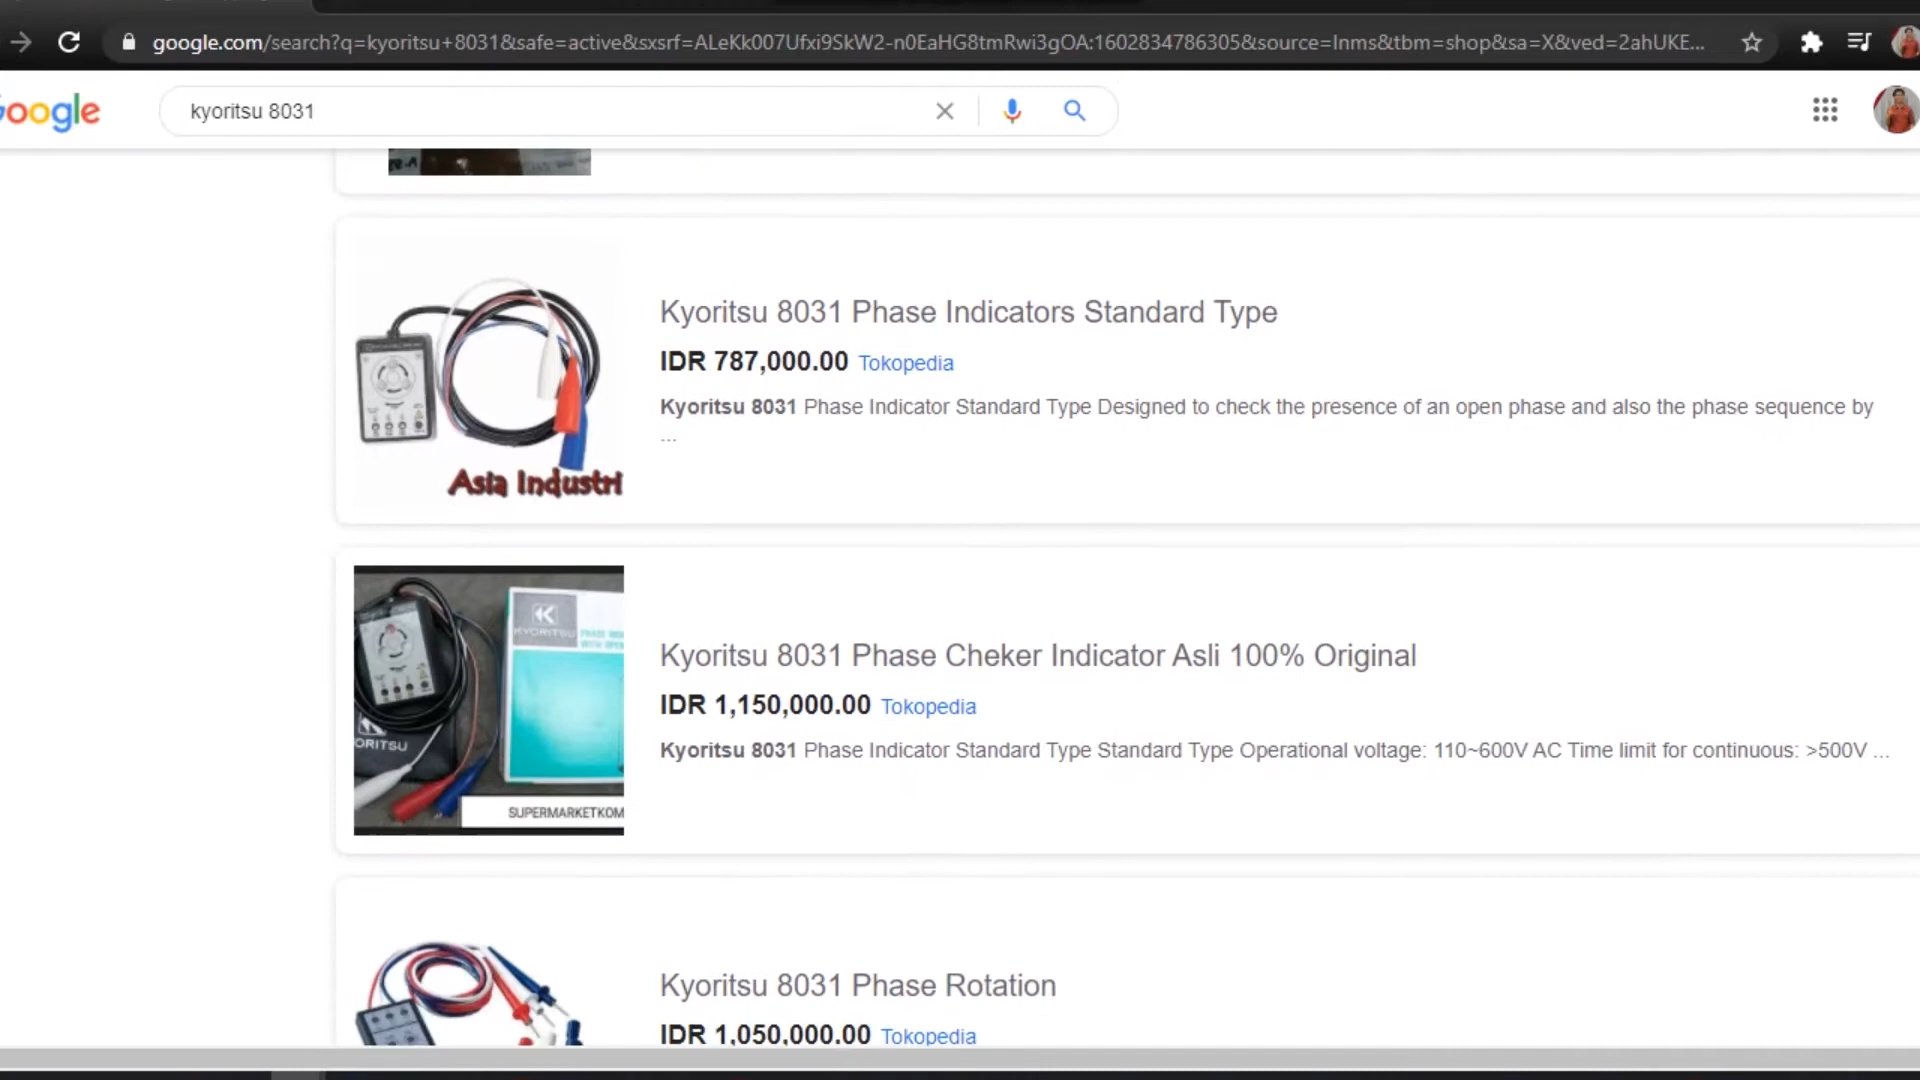 google.com/search?q=kyoritsu+8031&safe=active&sxsrf=ALeKk007Ufxi9SkW2-n0EaHG8tmRwi3gOA:1602834786305&source=lnms&tbm=shop&sa=X&ved=2ahUKE...
oogle
kyoritsu 8031
Kyoritsu 8031 Phase Indicators Standard Type
IDR 787,000.00 Tokopedia
Kyoritsu 8031 Phase Indicator Standard Type Designed to check the presence of an open phase and also the phase sequence by
...
Asia Industri
Kyoritsu 8031 Phase Cheker Indicator Asli 100% Original
IDR 1,150,000.00 Tokopedia
Kyoritsu 8031 Phase Indicator Standard Type Standard Type Operational voltage: 110~600V AC Time limit for continuous: >500V ...
KYORITSU
ORITSU
SUPERMARKETKOM
Kyoritsu 8031 Phase Rotation
IDR 1,050,000.00 Tokopedia